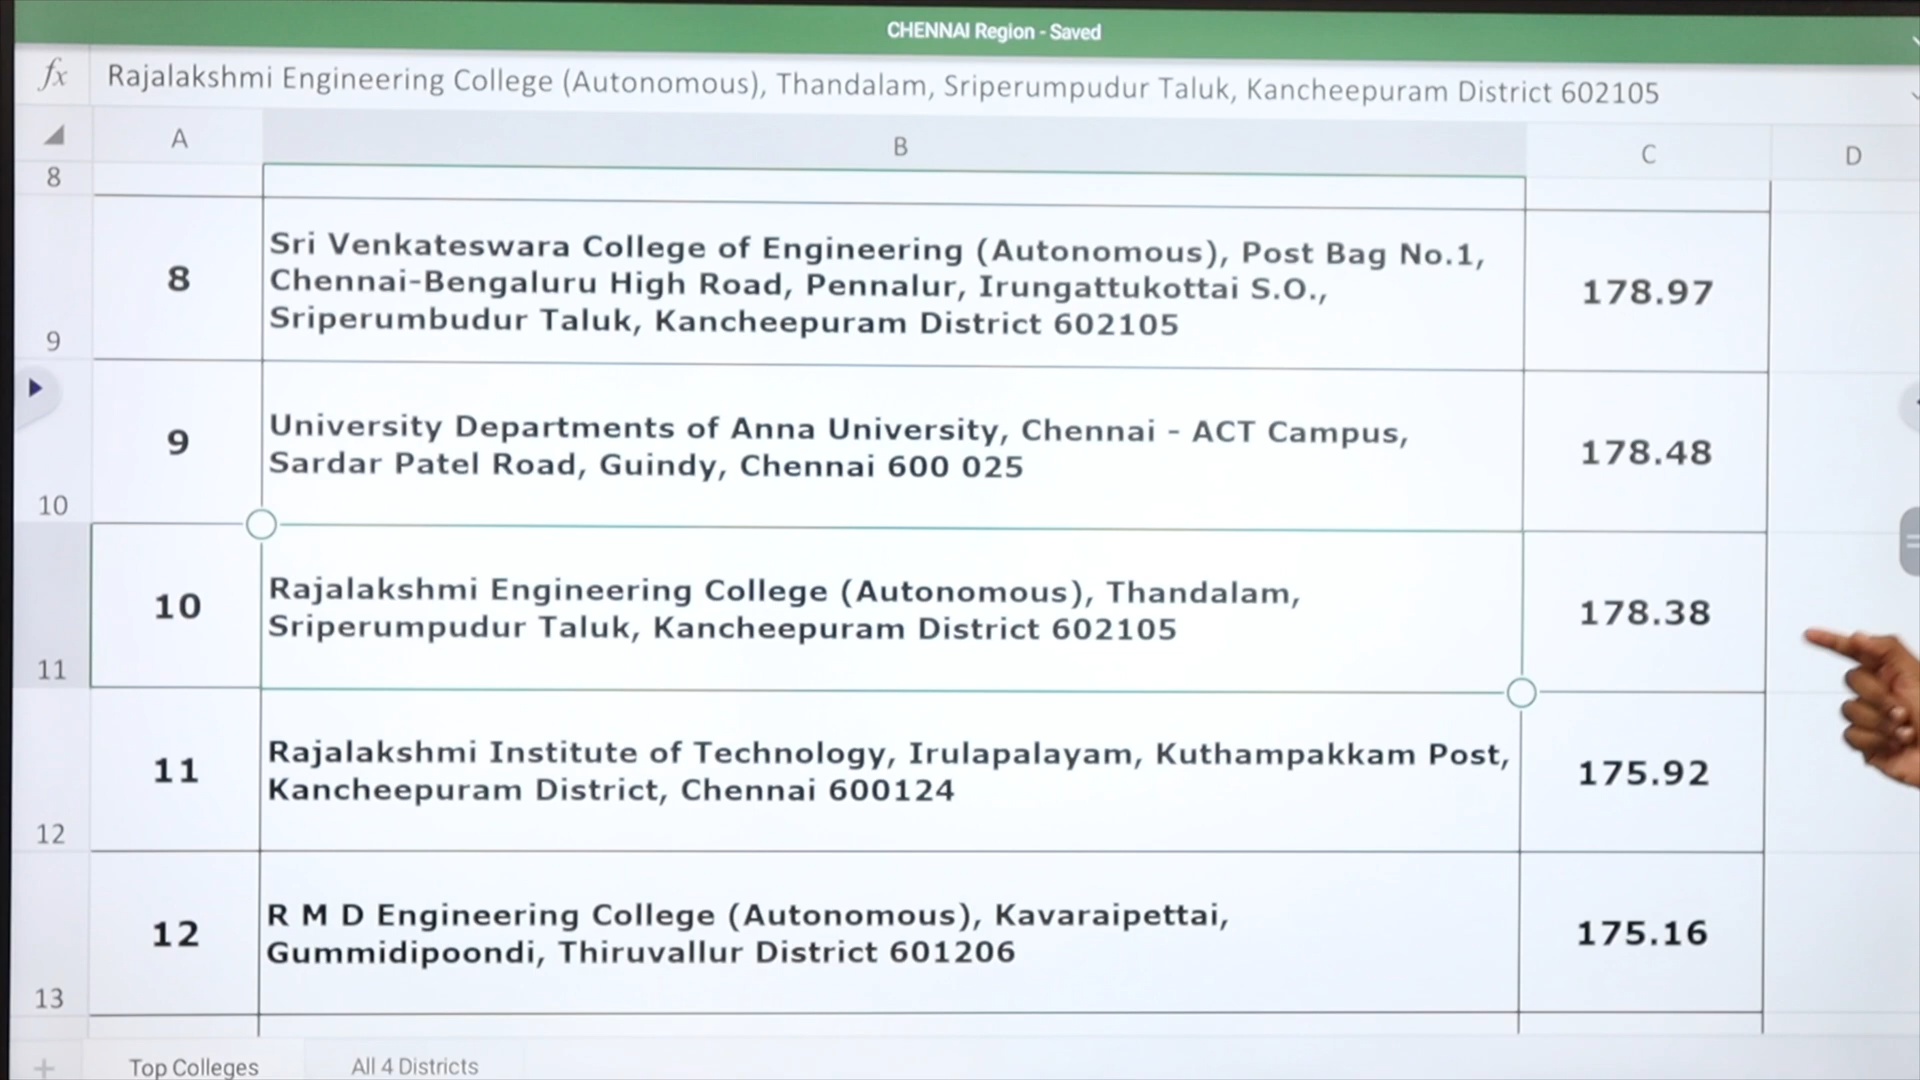 CHENNAI Region - Saved
fx Rajalakshmi Engineering College (Autonomous), Thandalam, Sriperumpudur Taluk, Kancheepuram District 602105
A B C D
8
8 Sri Venkateswara College of Engineering (Autonomous), Post Bag No.1,
Chennai-Bengaluru High Road, Pennalur, Irungattukottai S.O.,
Sriperumbudur Taluk, Kancheepuram District 602105
178.97
9
9 University Departments of Anna University, Chennai - ACT Campus,
Sardar Patel Road, Guindy, Chennai 600 025
178.48
10
10 Rajalakshmi Engineering College (Autonomous), Thandalam,
Sriperumpudur Taluk, Kancheepuram District 602105
178.38
11
11 Rajalakshmi Institute of Technology, Irulapalayam, Kuthampakkam Post,
Kancheepuram District, Chennai 600124
175.92
12
12 R M D Engineering College (Autonomous), Kavaraipettai,
Gummidipoondi, Thiruvallur District 601206
175.16
13
+ Top Colleges All 4 Districts